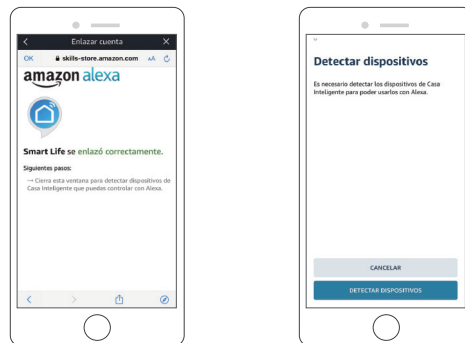 Enlazar cuenta
OK skills-store.amazon.com AA
amazon alexa
Smart Life se enlazó correctamente.
Siguientes pasos:
→ Cierra esta ventana para detectar dispositivos de
Casa Inteligente que puedas controlar con Alexa.
Detectar dispositivos
Es necesario detectar los dispositivos de Casa
Inteligente para poder usarlos con Alexa.
CANCELAR
DETECTAR DISPOSITIVOS